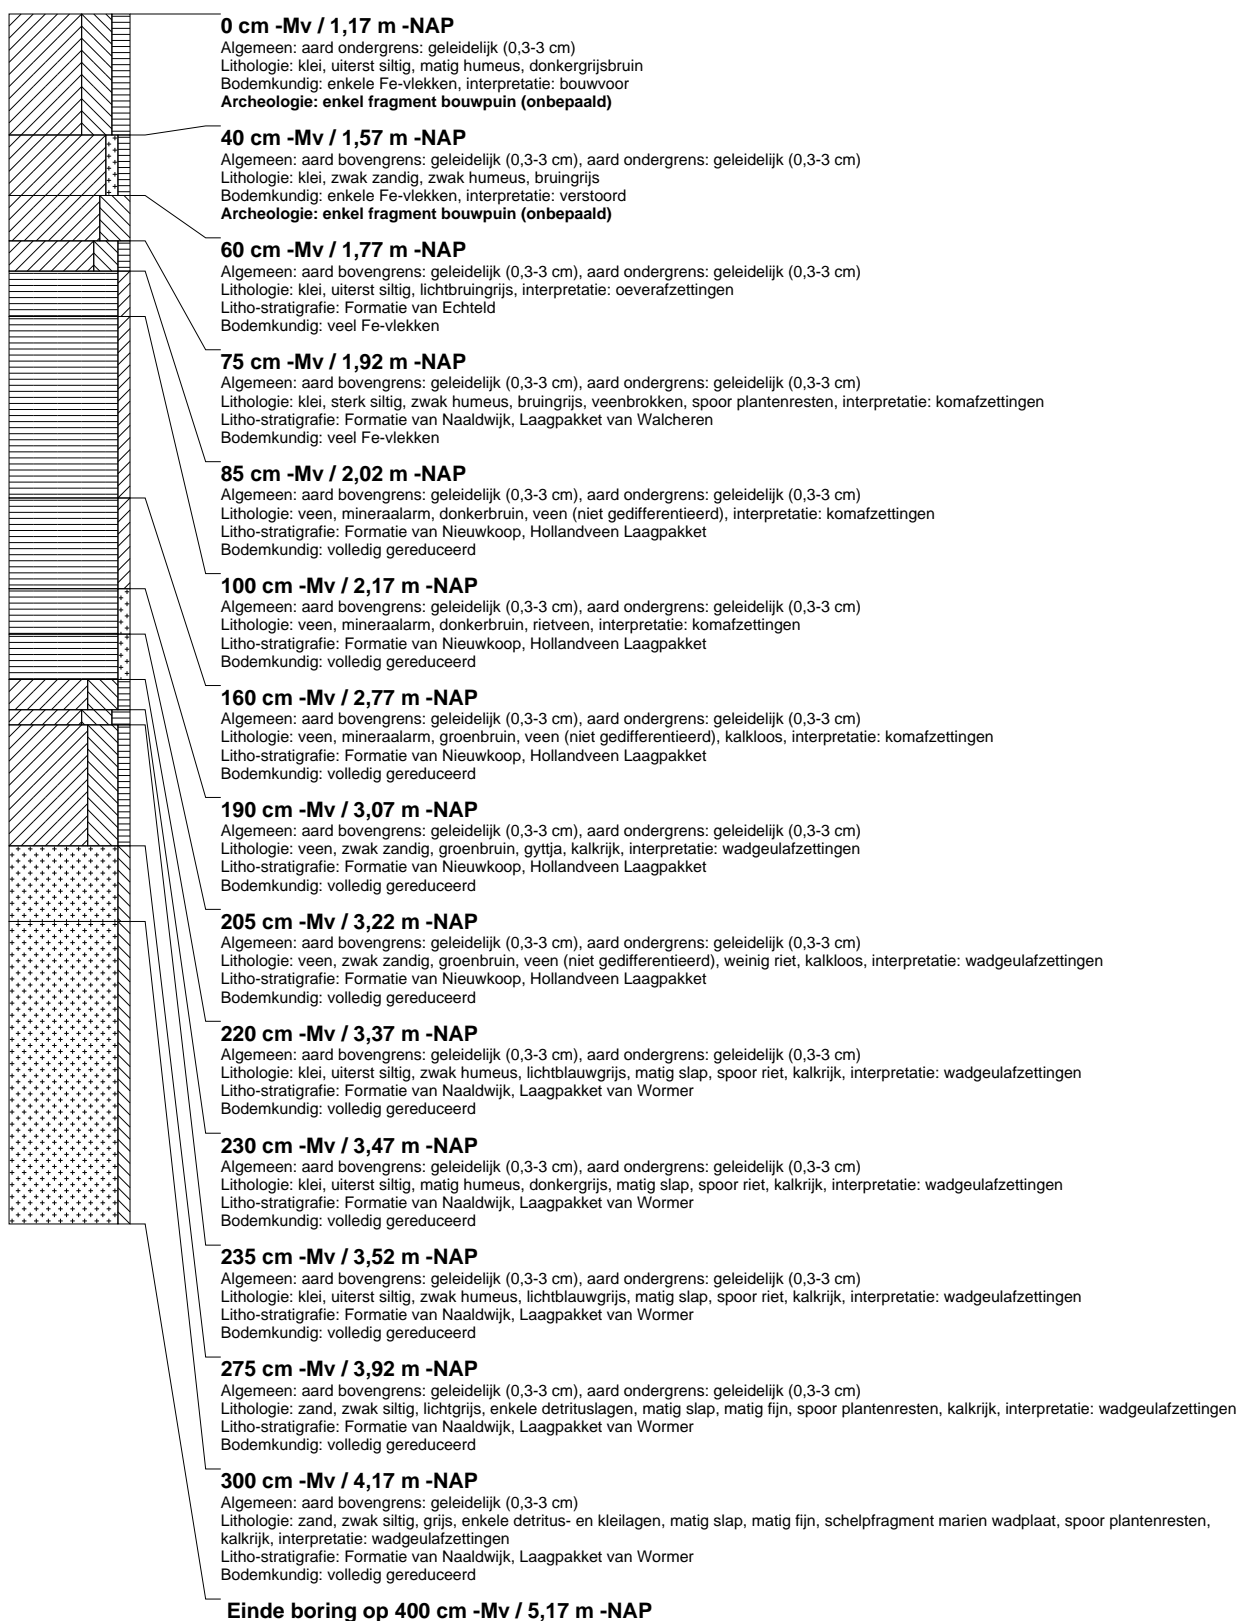 0 cm -Mv / 1,17 m -NAP
Algemeen: aard ondergrens: geleidelijk (0,3-3 cm)
Lithologie: klei, uiterst siltig, matig humeus, donkergrijsbruin
Bodemkundig: enkele Fe-vlekken, interpretatie: bouwvoor
Archeologie: enkel fragment bouwpuin (onbepaald)
40 cm -Mv / 1,57 m -NAP
Algemeen: aard bovengrens: geleidelijk (0,3-3 cm), aard ondergrens: geleidelijk (0,3-3 cm)
Lithologie: klei, zwak zandig, zwak humeus, bruingrijs
Bodemkundig: enkele Fe-vlekken, interpretatie: verstoord
Archeologie: enkel fragment bouwpuin (onbepaald)
60 cm -Mv / 1,77 m -NAP
Algemeen: aard bovengrens: geleidelijk (0,3-3 cm), aard ondergrens: geleidelijk (0,3-3 cm)
Lithologie: klei, uiterst siltig, lichtbruingrijs, interpretatie: oeverafzettingen
Litho-stratigrafie: Formatie van Echteld
Bodemkundig: veel Fe-vlekken
75 cm -Mv / 1,92 m -NAP
Algemeen: aard bovengrens: geleidelijk (0,3-3 cm), aard ondergrens: geleidelijk (0,3-3 cm)
Lithologie: klei, sterk siltig, zwak humeus, bruingrijs, veenbrokken, spoor plantenresten, interpretatie: komafzettingen
Litho-stratigrafie: Formatie van Naaldwijk, Laagpakket van Walcheren
Bodemkundig: veel Fe-vlekken
85 cm -Mv / 2,02 m -NAP
Algemeen: aard bovengrens: geleidelijk (0,3-3 cm), aard ondergrens: geleidelijk (0,3-3 cm)
Lithologie: veen, mineraalarm, donkerbruin, veen (niet gedifferentieerd), interpretatie: komafzettingen
Litho-stratigrafie: Formatie van Nieuwkoop, Hollandveen Laagpakket
Bodemkundig: volledig gereduceerd
100 cm -Mv / 2,17 m -NAP
Algemeen: aard bovengrens: geleidelijk (0,3-3 cm), aard ondergrens: geleidelijk (0,3-3 cm)
Lithologie: veen, mineraalarm, donkerbruin, rietveen, interpretatie: komafzettingen
Litho-stratigrafie: Formatie van Nieuwkoop, Hollandveen Laagpakket
Bodemkundig: volledig gereduceerd
160 cm -Mv / 2,77 m -NAP
Algemeen: aard bovengrens: geleidelijk (0,3-3 cm), aard ondergrens: geleidelijk (0,3-3 cm)
Lithologie: veen, mineraalarm, groenbruin, veen (niet gedifferentieerd), kalkloos, interpretatie: komafzettingen
Litho-stratigrafie: Formatie van Nieuwkoop, Hollandveen Laagpakket
Bodemkundig: volledig gereduceerd
190 cm -Mv / 3,07 m -NAP
Algemeen: aard bovengrens: geleidelijk (0,3-3 cm), aard ondergrens: geleidelijk (0,3-3 cm)
Lithologie: veen, zwak zandig, groenbruin, gyttja, kalkrijk, interpretatie: wadgeulafzettingen
Litho-stratigrafie: Formatie van Nieuwkoop, Hollandveen Laagpakket
Bodemkundig: volledig gereduceerd
205 cm -Mv / 3,22 m -NAP
Algemeen: aard bovengrens: geleidelijk (0,3-3 cm), aard ondergrens: geleidelijk (0,3-3 cm)
Lithologie: veen, zwak zandig, groenbruin, veen (niet gedifferentieerd), weinig riet, kalkloos, interpretatie: wadgeulafzettingen
Litho-stratigrafie: Formatie van Nieuwkoop, Hollandveen Laagpakket
Bodemkundig: volledig gereduceerd
220 cm -Mv / 3,37 m -NAP
Algemeen: aard bovengrens: geleidelijk (0,3-3 cm), aard ondergrens: geleidelijk (0,3-3 cm)
Lithologie: klei, uiterst siltig, zwak humeus, lichtblauwgrijs, matig slap, spoor riet, kalkrijk, interpretatie: wadgeulafzettingen
Litho-stratigrafie: Formatie van Naaldwijk, Laagpakket van Wormer
Bodemkundig: volledig gereduceerd
230 cm -Mv / 3,47 m -NAP
Algemeen: aard bovengrens: geleidelijk (0,3-3 cm), aard ondergrens: geleidelijk (0,3-3 cm)
Lithologie: klei, uiterst siltig, matig humeus, donkergrijs, matig slap, spoor riet, kalkrijk, interpretatie: wadgeulafzettingen
Litho-stratigrafie: Formatie van Naaldwijk, Laagpakket van Wormer
Bodemkundig: volledig gereduceerd
235 cm -Mv / 3,52 m -NAP
Algemeen: aard bovengrens: geleidelijk (0,3-3 cm), aard ondergrens: geleidelijk (0,3-3 cm)
Lithologie: klei, uiterst siltig, zwak humeus, lichtblauwgrijs, matig slap, spoor riet, kalkrijk, interpretatie: wadgeulafzettingen
Litho-stratigrafie: Formatie van Naaldwijk, Laagpakket van Wormer
Bodemkundig: volledig gereduceerd
275 cm -Mv / 3,92 m -NAP
Algemeen: aard bovengrens: geleidelijk (0,3-3 cm), aard ondergrens: geleidelijk (0,3-3 cm)
Lithologie: zand, zwak siltig, lichtgrijs, enkele detrituslagen, matig slap, matig fijn, spoor plantenresten, kalkrijk, interpretatie: wadgeulafzettingen
Litho-stratigrafie: Formatie van Naaldwijk, Laagpakket van Wormer
Bodemkundig: volledig gereduceerd
300 cm -Mv / 4,17 m -NAP
Algemeen: aard bovengrens: geleidelijk (0,3-3 cm)
Lithologie: zand, zwak siltig, grijs, enkele detritus- en kleilagen, matig slap, matig fijn, schelpfragment marien wadplaat, spoor plantenresten,
kalkrijk, interpretatie: wadgeulafzettingen
Litho-stratigrafie: Formatie van Naaldwijk, Laagpakket van Wormer
Bodemkundig: volledig gereduceerd
Einde boring op 400 cm -Mv / 5,17 m -NAP